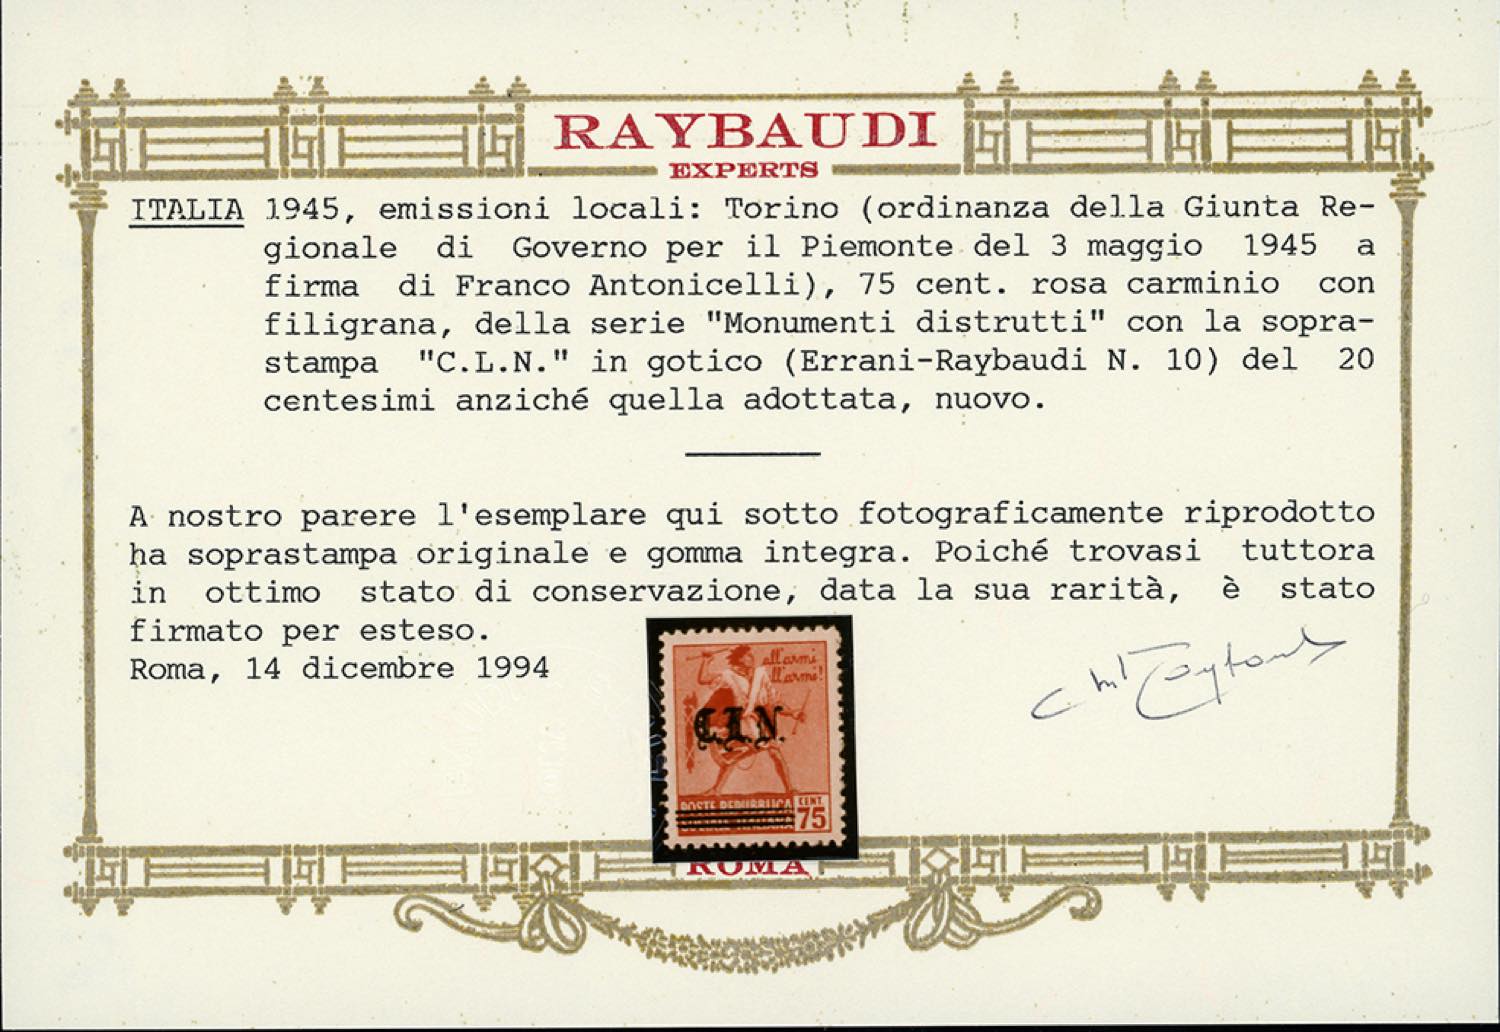 RAYBAUDI
EXPERTS
ITALIA 1945, emissioni locali: Torino (ordinanza della Giunta Re-
gionale di Governo per il Piemonte del 3 maggio 1945 a
firma di Franco Antonicelli), 75 cent. rosa carminio con
filigrana, della serie "Monumenti distrutti" con la sopra-
stampa "C.L.N." in gotico (Errani-Raybaudi N. 10) del 20
centesimi anziché quella adottata, nuovo.
A nostro parere l'esemplare qui sotto fotograficamente riprodotto
ha soprastampa originale e gomma integra. Poiché trovasi tuttora
in ottimo stato di conservazione, data la sua rarità, è stato
firmato per esteso.
Roma, 14 dicembre 1994
all'armi
all'armi!
C.L.N.
POSTE REPUBBLICA
CENT.
75
ROMA